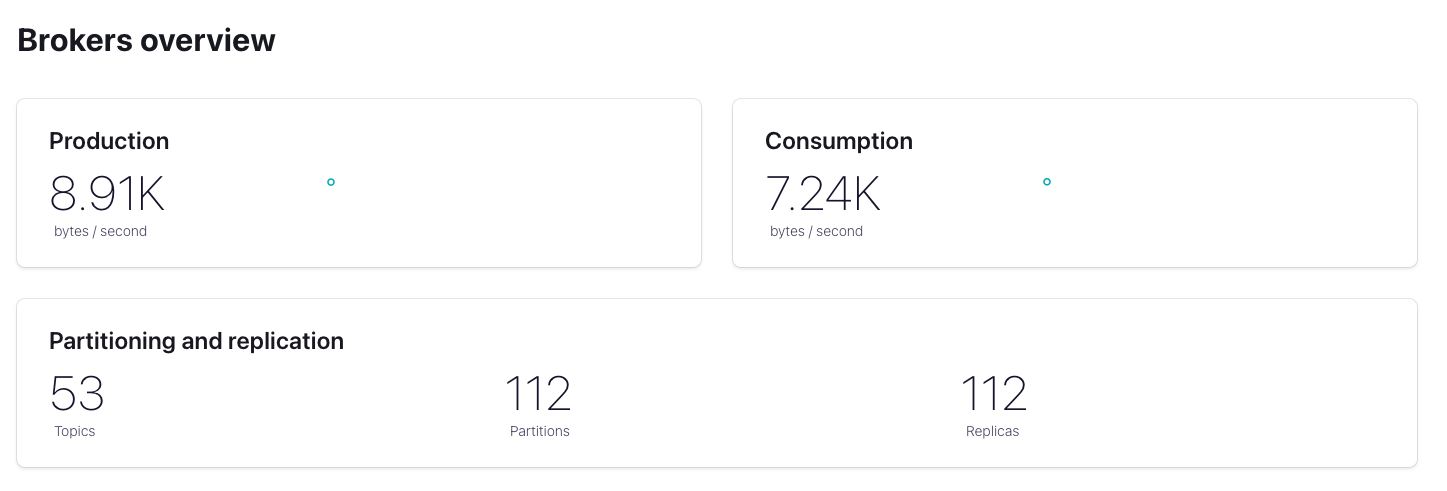 Brokers overview
Production
8.91K
bytes / second
Consumption
7.24K
bytes / second
Partitioning and replication
53
Topics
112
Partitions
112
Replicas